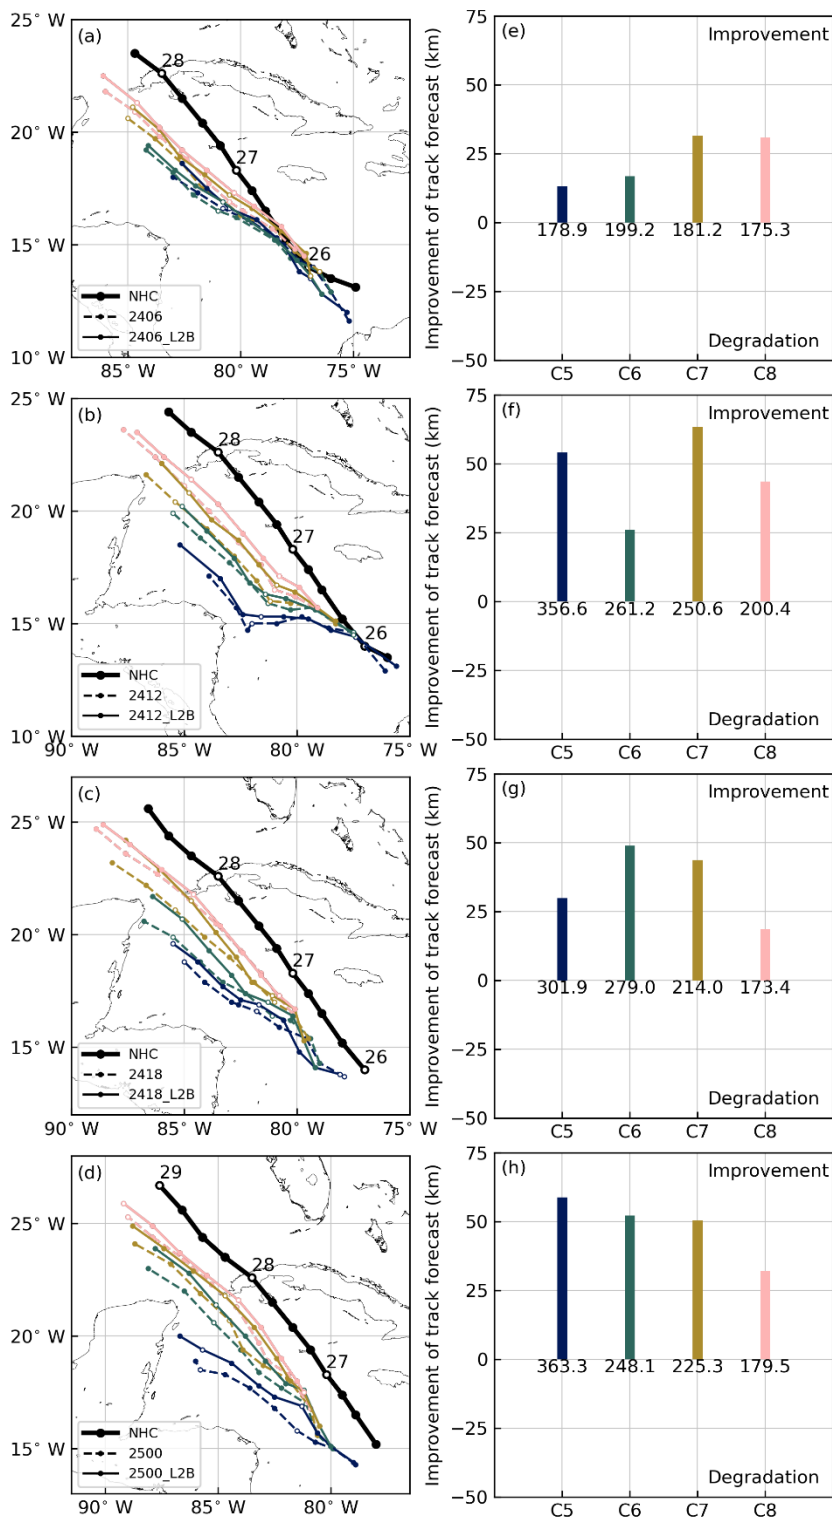 25° W
(a)
28
20° W
27
15° W
26
NHC
2406
2406_L2B
10° W
85° W
80° W
75° W
Improvement of track forecast (km)
75
(e)
Improvement
50
25
0
178.9
199.2
181.2
175.3
−25
Degradation
−50
C5
C6
C7
C8
25° W
(b)
28
20° W
27
15° W
26
NHC
2412
2412_L2B
10° W
90° W
85° W
80° W
75° W
Improvement of track forecast (km)
75
(f)
Improvement
50
25
0
356.6
261.2
250.6
200.4
−25
Degradation
−50
C5
C6
C7
C8
(c)
25° W
28
20° W
27
15° W
26
NHC
2418
2418_L2B
90° W
85° W
80° W
75° W
Improvement of track forecast (km)
75
(g)
Improvement
50
25
0
301.9
279.0
214.0
173.4
−25
Degradation
−50
C5
C6
C7
C8
(d)
29
25° W
28
20° W
27
15° W
NHC
2500
2500_L2B
90° W
85° W
80° W
Improvement of track forecast (km)
75
(h)
Improvement
50
25
0
363.3
248.1
225.3
179.5
−25
Degradation
−50
C5
C6
C7
C8